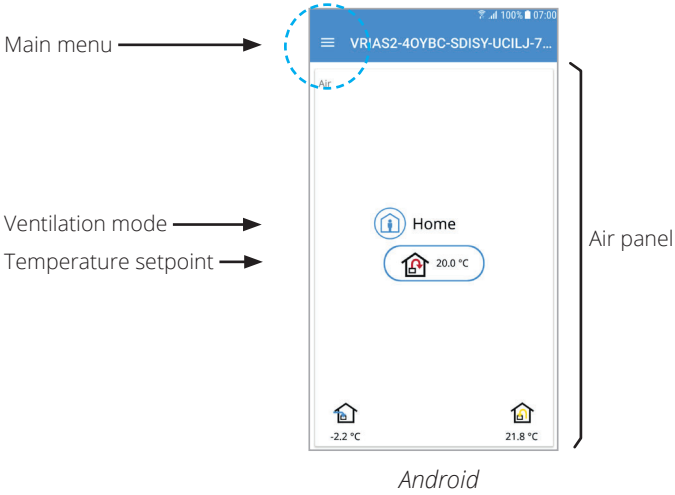 100% 07:00
Main menu
VRIAS2-4OYBC-SDISY-UCILJ-7...
Air
Ventilation mode
Home
Air panel
Temperature setpoint
20.0 °C
-2.2 °C
21.8 °C
Android